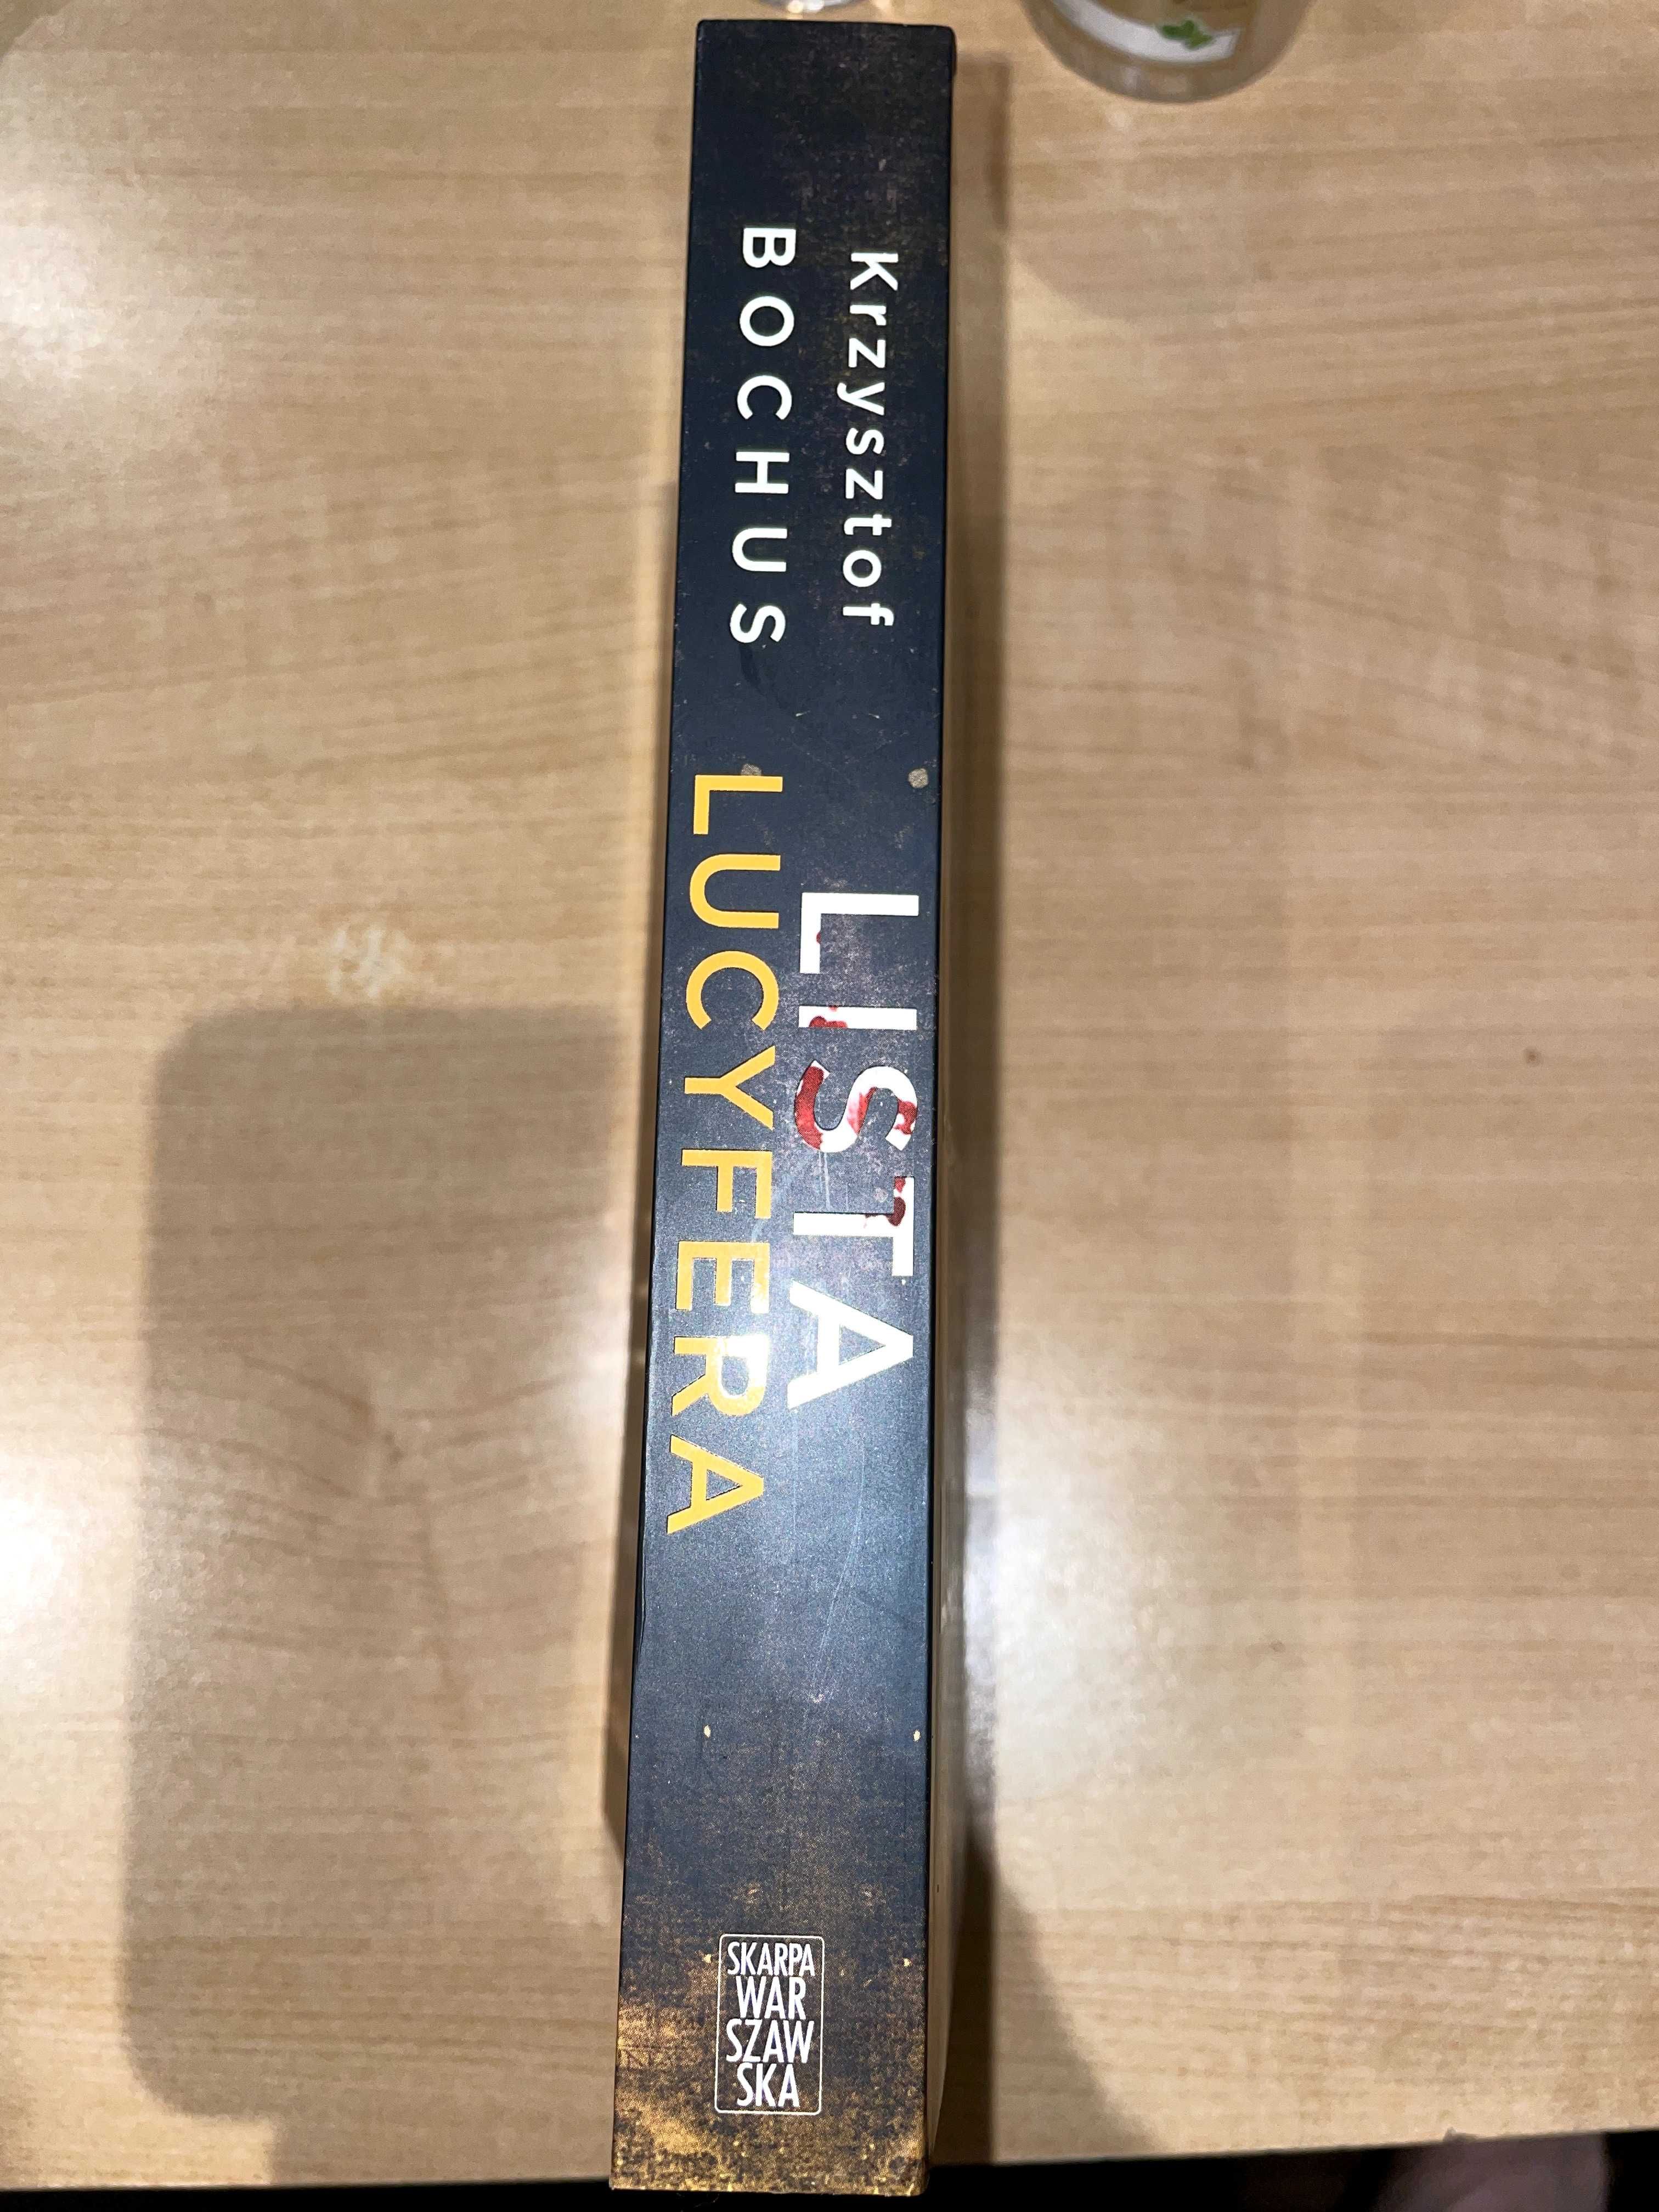 Krzysztof
BOCHUS
LISTA
LUCYFERA
SKARPA
WAR
SZAW
SKA